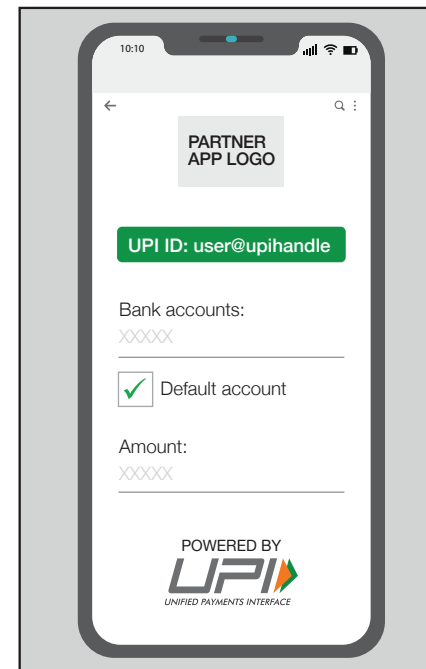 10:10
PARTNER
APP LOGO
UPI ID: user@upihandle
Bank accounts:
XXXXX
Default account
Amount:
XXXXX
POWERED BY
UPI
UNIFIED PAYMENTS INTERFACE